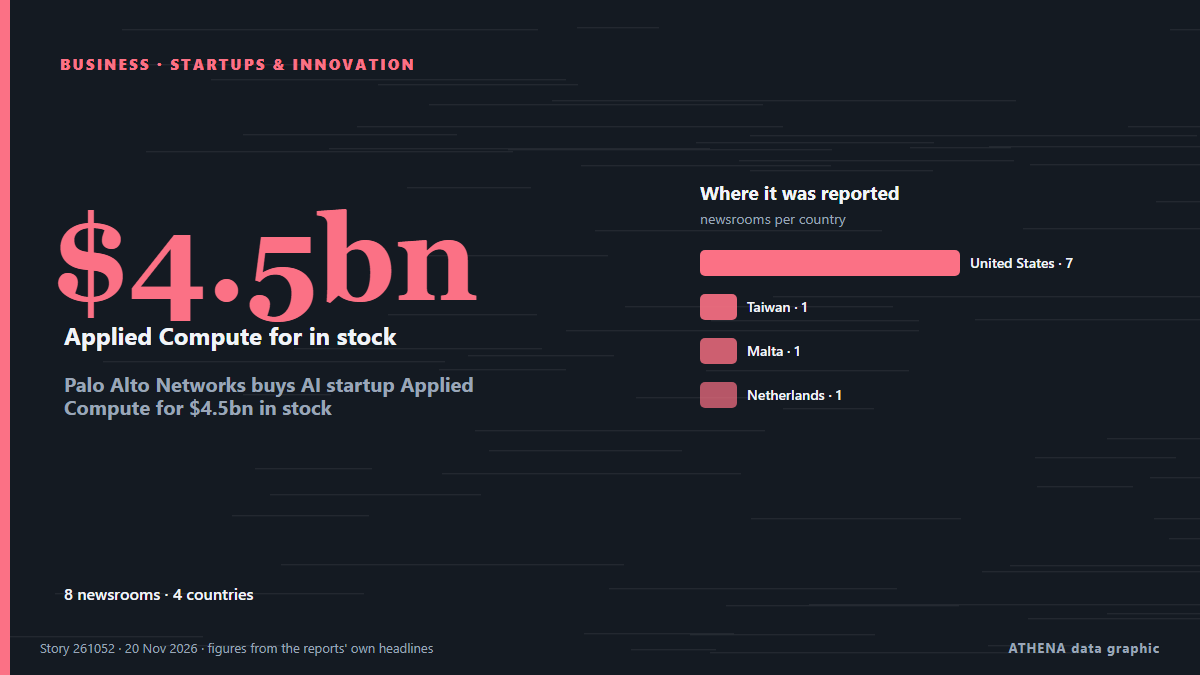 BUSINESS · STARTUPS & INNOVATION
$4.5bn
Applied Compute for in stock
Palo Alto Networks buys AI startup Applied
Compute for $4.5bn in stock
Where it was reported
newsrooms per country
United States · 7
Taiwan · 1
Malta · 1
Netherlands · 1
8 newsrooms · 4 countries
Story 261052 · 20 Nov 2026 · figures from the reports' own headlines
ATHENA data graphic